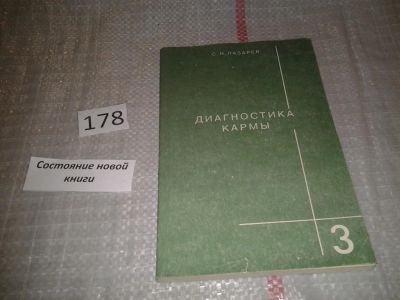 178
Состояние новой
книги
С.Н.ЛАЗАРЕВ
ДИАГНОСТИКА
КАРМЫ
3